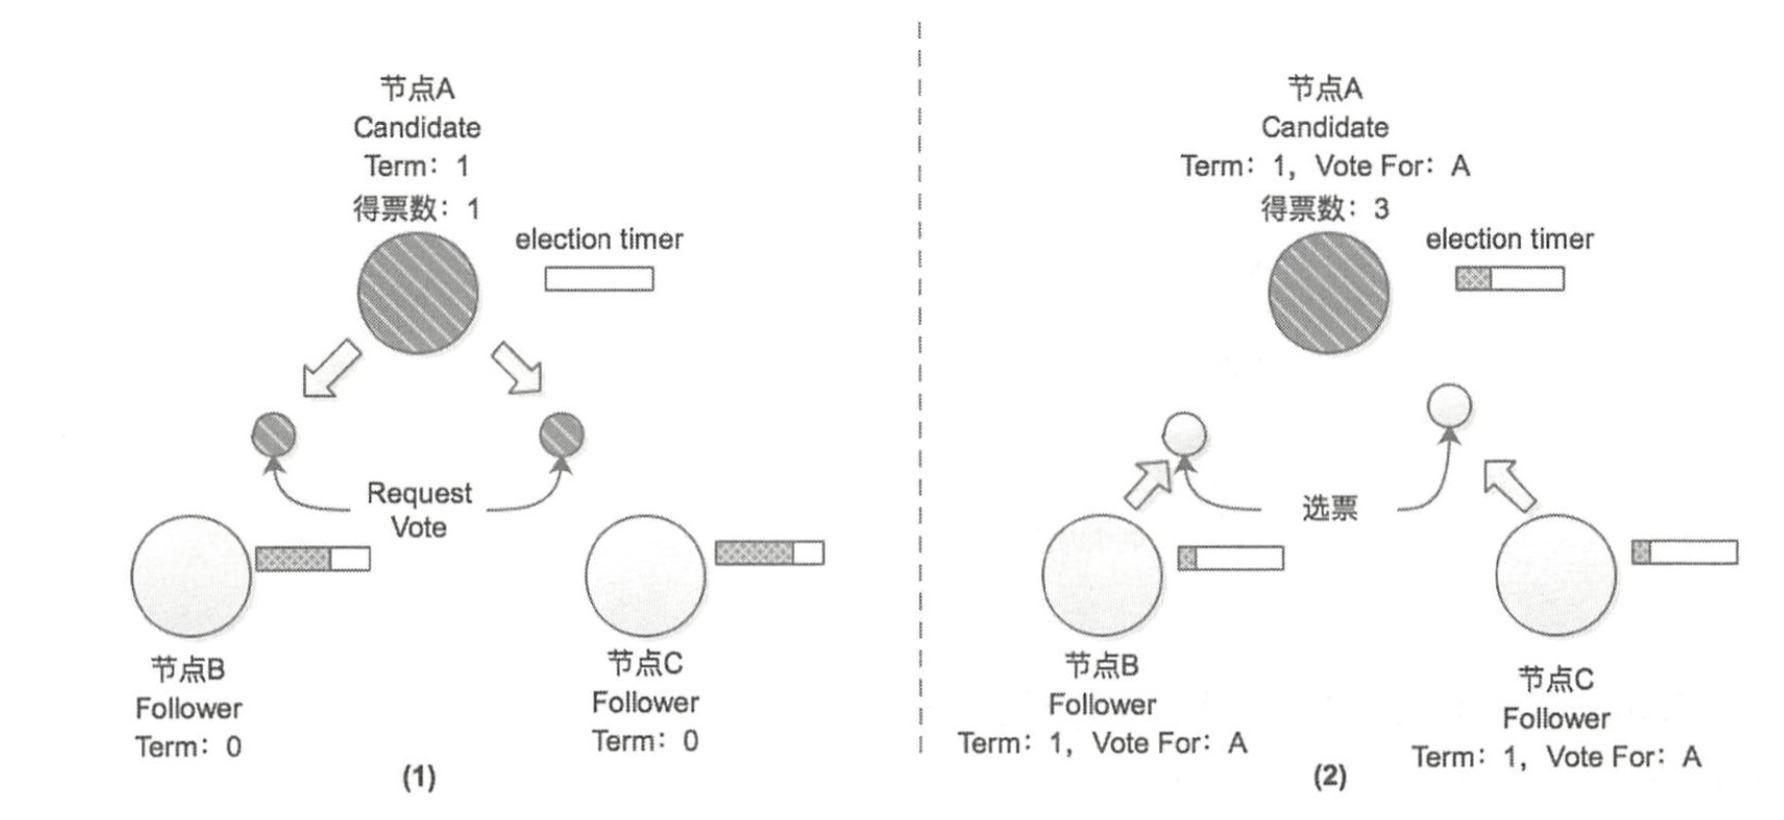 节点A
Candidate
Term：1
得票数：1
election timer
Request
Vote
节点B
Follower
Term：0
节点C
Follower
Term：0
(1)
节点A
Candidate
Term：1，Vote For：A
得票数：3
election timer
选票
节点B
Follower
Term：1，Vote For：A
节点C
Follower
Term：1，Vote For：A
(2)